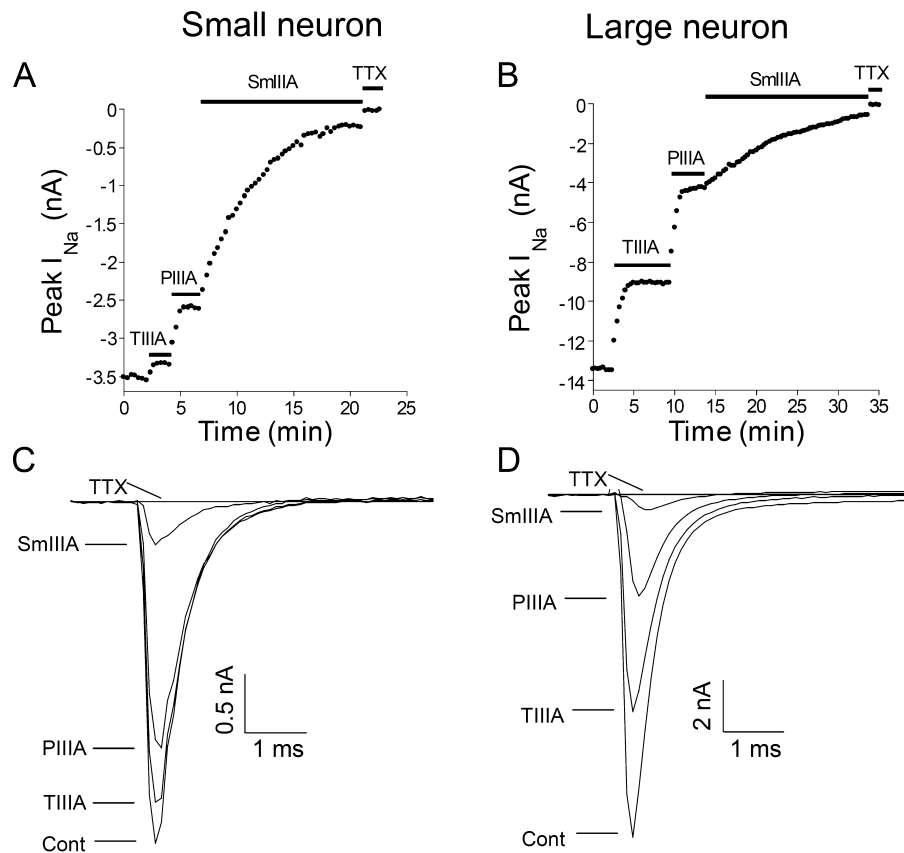 Small neuron
Large neuron
A
SmIIIA
TTX
0
-0.5
-1
-1.5
-2
-2.5
-3
-3.5
Peak I Na (nA)
PIIIA
TIIIA
0
5
10
15
20
25
Time (min)
B
SmIIIA
TTX
0
-2
-4
-6
-8
-10
-12
-14
Peak I Na (nA)
PIIIA
TIIIA
0
5
10
15
20
25
30
35
Time (min)
C
TTX
SmIIIA
PIIIA
TIIIA
Cont
0.5 nA
1 ms
D
TTX
SmIIIA
PIIIA
TIIIA
Cont
2 nA
1 ms